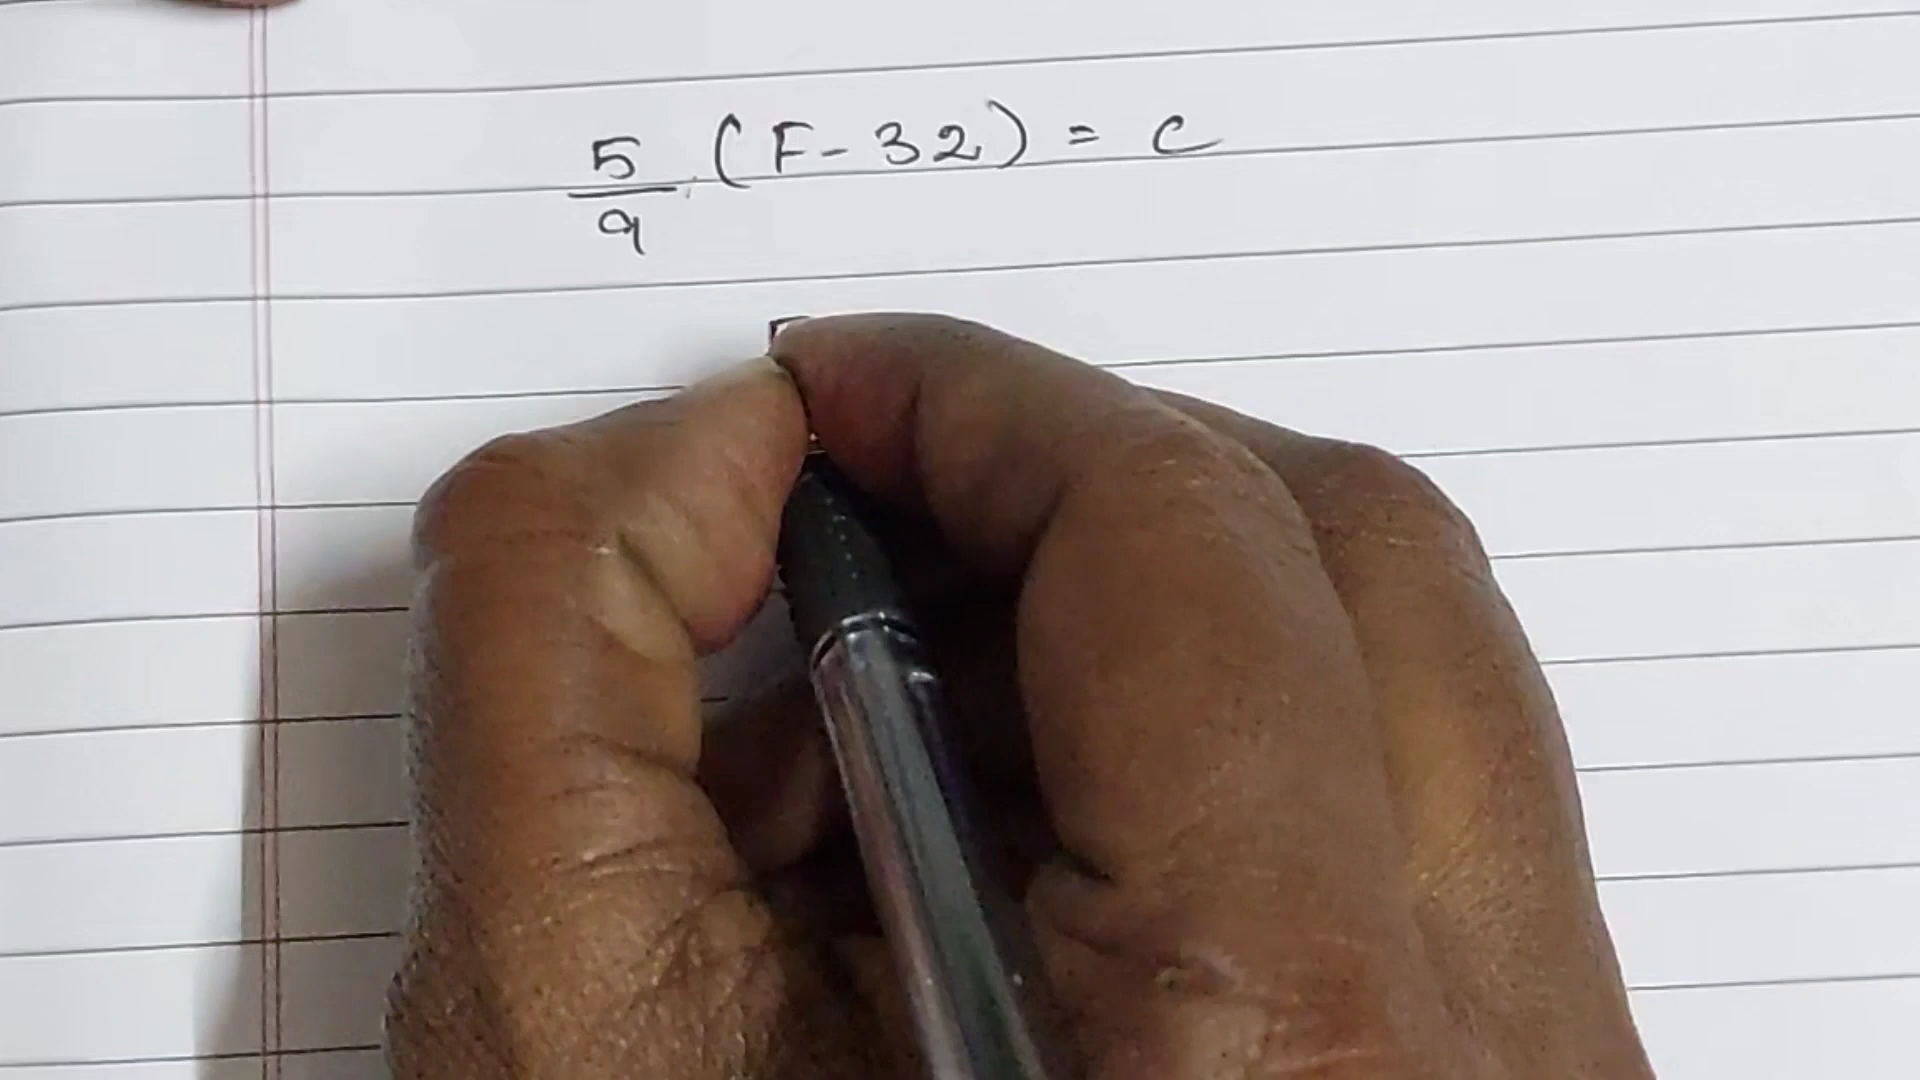 5/9 (F - 32) = C